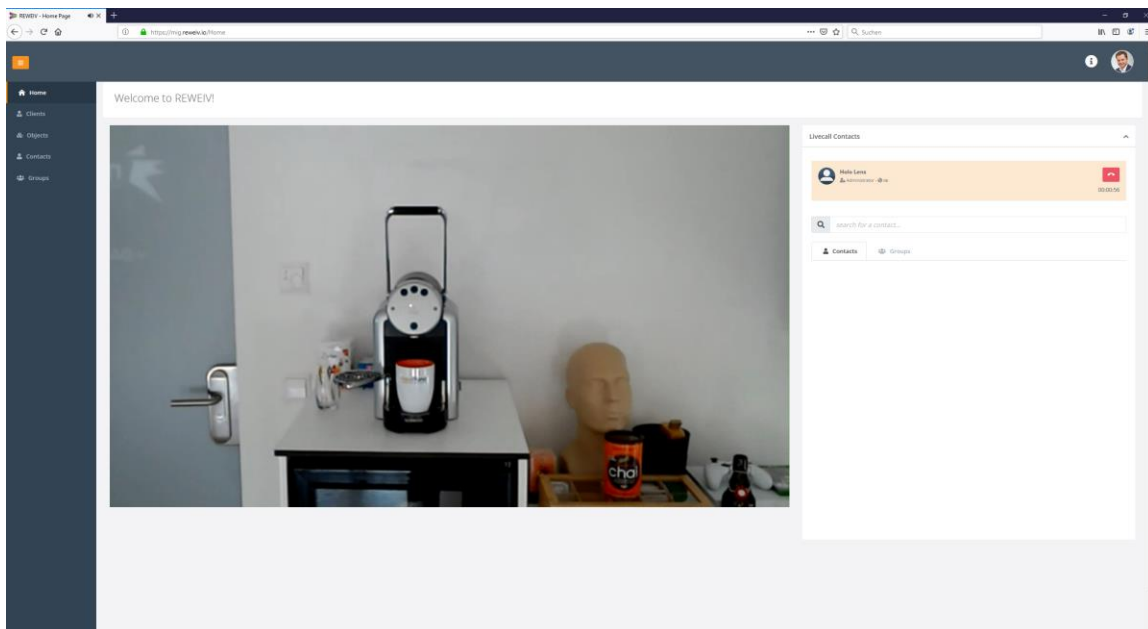 REWEIV - Home Page
https://mig.reweiv.io/Home
Suchen
Home
Clients
Objects
Contacts
Groups
Welcome to REWEIV!
Livecall Contacts
Holo Lens
00:00:56
search for a contact...
Contacts
Groups
chai